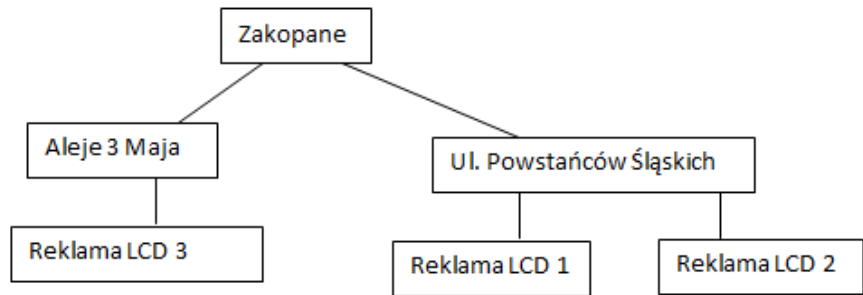 Zakopane
Aleje 3 Maja
Ul. Powstańców Śląskich
Reklama LCD 3
Reklama LCD 1
Reklama LCD 2